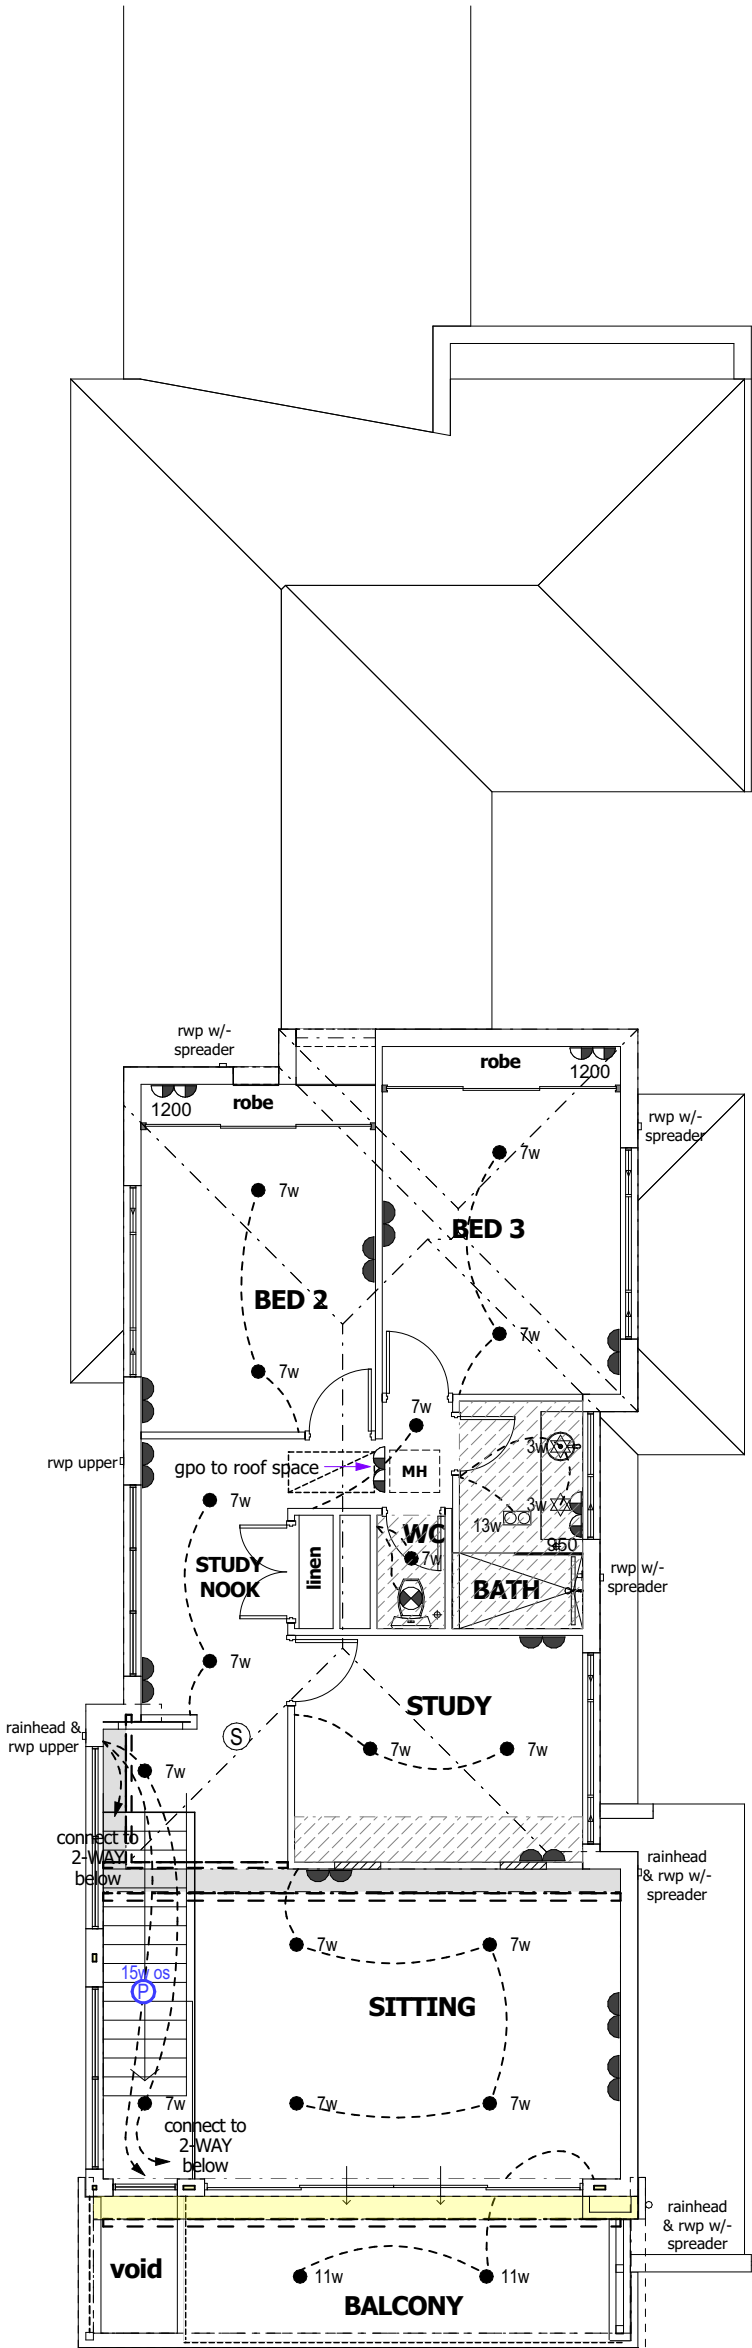 rwp w/-
spreader
robe
1200
robe
1200
rwp w/-
spreader
7w
7w
BED 3
BED 2
7w
7w
7w
rwp upper
gpo to roof space
MH
3w
7w
3w
13w
WC
7w
950
STUDY
NOOK
linen
BATH
rwp w/-
spreader
7w
STUDY
rainhead &
rwp upper
S
7w
7w
7w
connect to
2-WAY
below
rainhead
& rwp w/-
spreader
7w
7w
15w os
P
SITTING
7w
7w
7w
connect to
2-WAY
below
rainhead
& rwp w/-
spreader
void
11w
11w
BALCONY